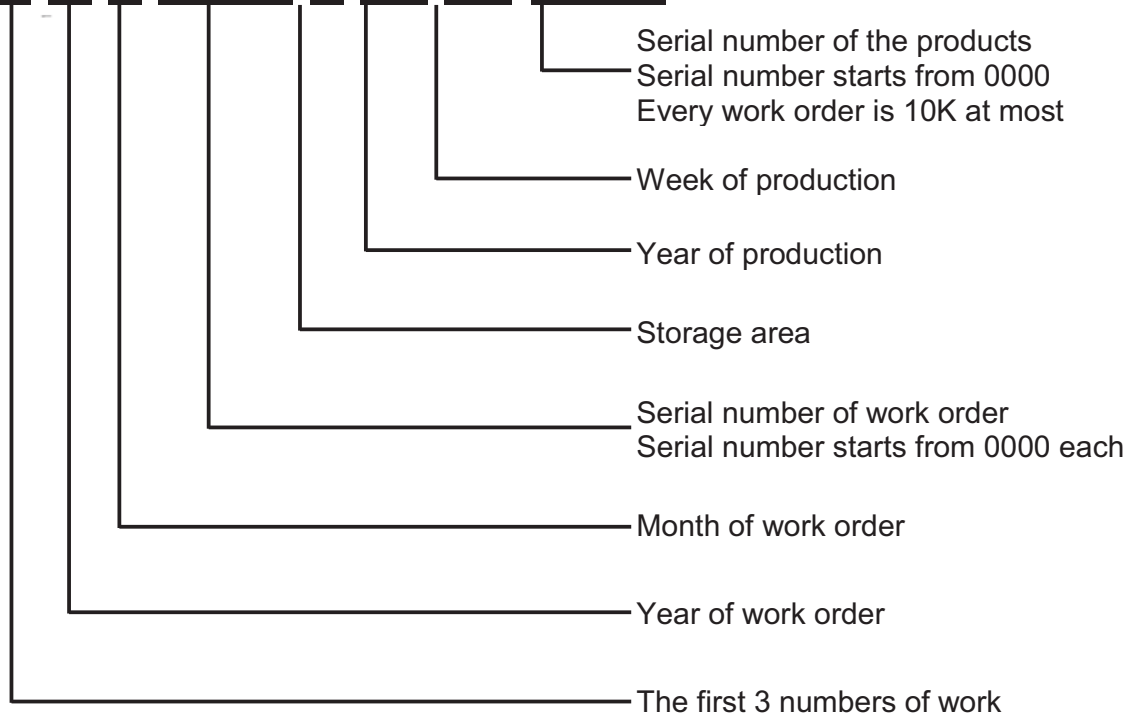 Serial number of the products
Serial number starts from 0000
Every work order is 10K at most
Week of production
Year of production
Storage area
Serial number of work order
Serial number starts from 0000 each
Month of work order
Year of work order
The first 3 numbers of work